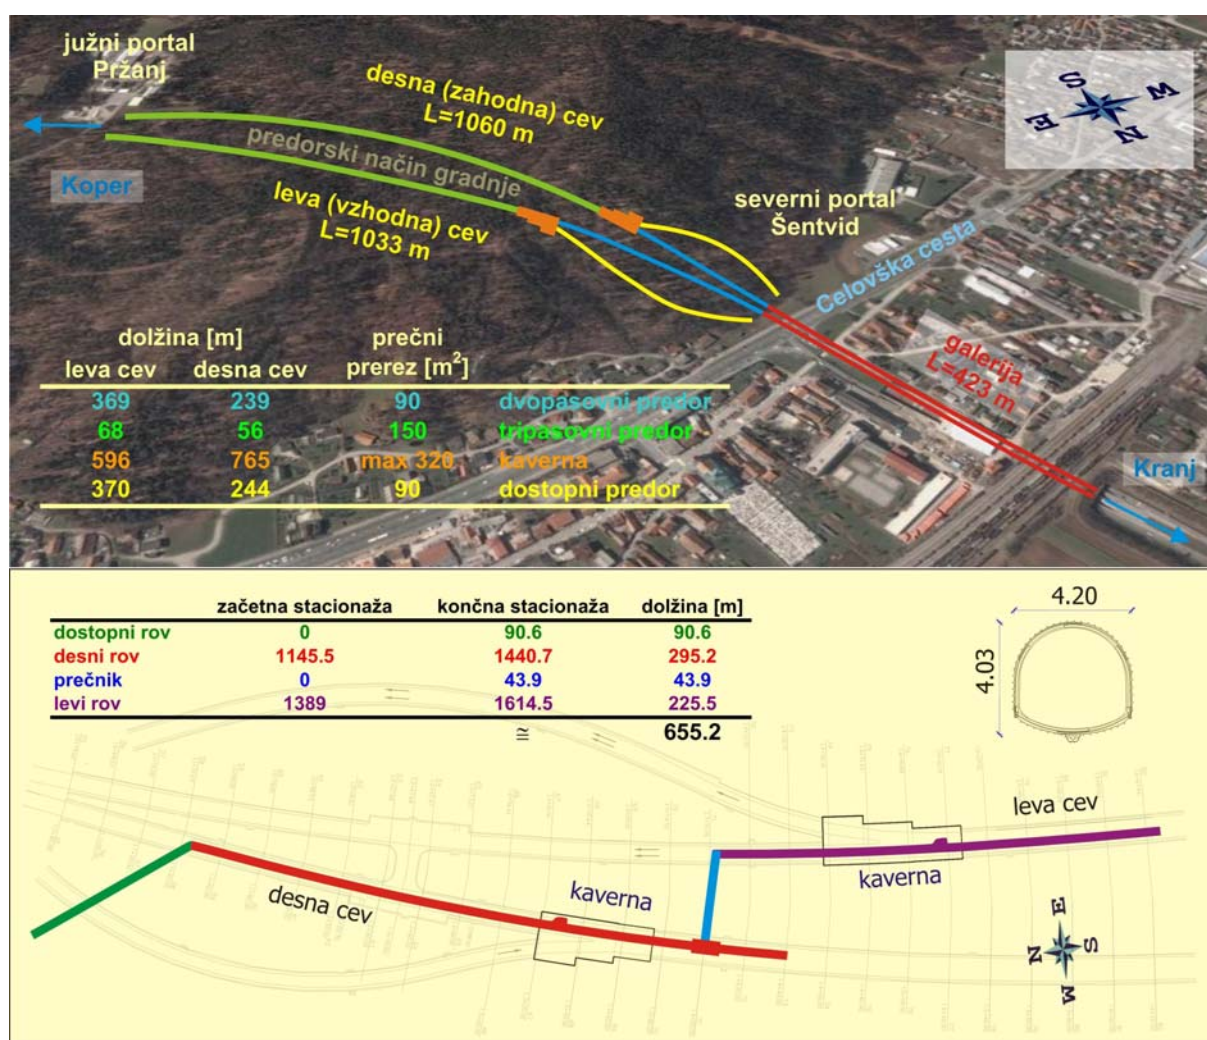 južni portal
Pržanj
desna (zahodna) cev
L=1060 m
S
W
E
N
predorski način gradnje
Koper
leva (vzhodna) cev
L=1033 m
severni portal
Šentvid
Celovška cesta
galerija
L=423 m
Kranj
dolžina [m] prečni
leva cev desna cev prerez [m²]
369 239 90 dvopasovni predor
68 56 150 tripasovni predor
596 765 max 320 kaverna
370 244 90 dostopni predor
začetna stacionaža končna stacionaža dolžina [m]
dostopni rov 0 90.6 90.6
desni rov 1145.5 1440.7 295.2
prečnik 0 43.9 43.9
levi rov 1389 1614.5 225.5
≅ 655.2
4.20
4.03
leva cev
kaverna
kaverna
desna cev
E
S
N
W